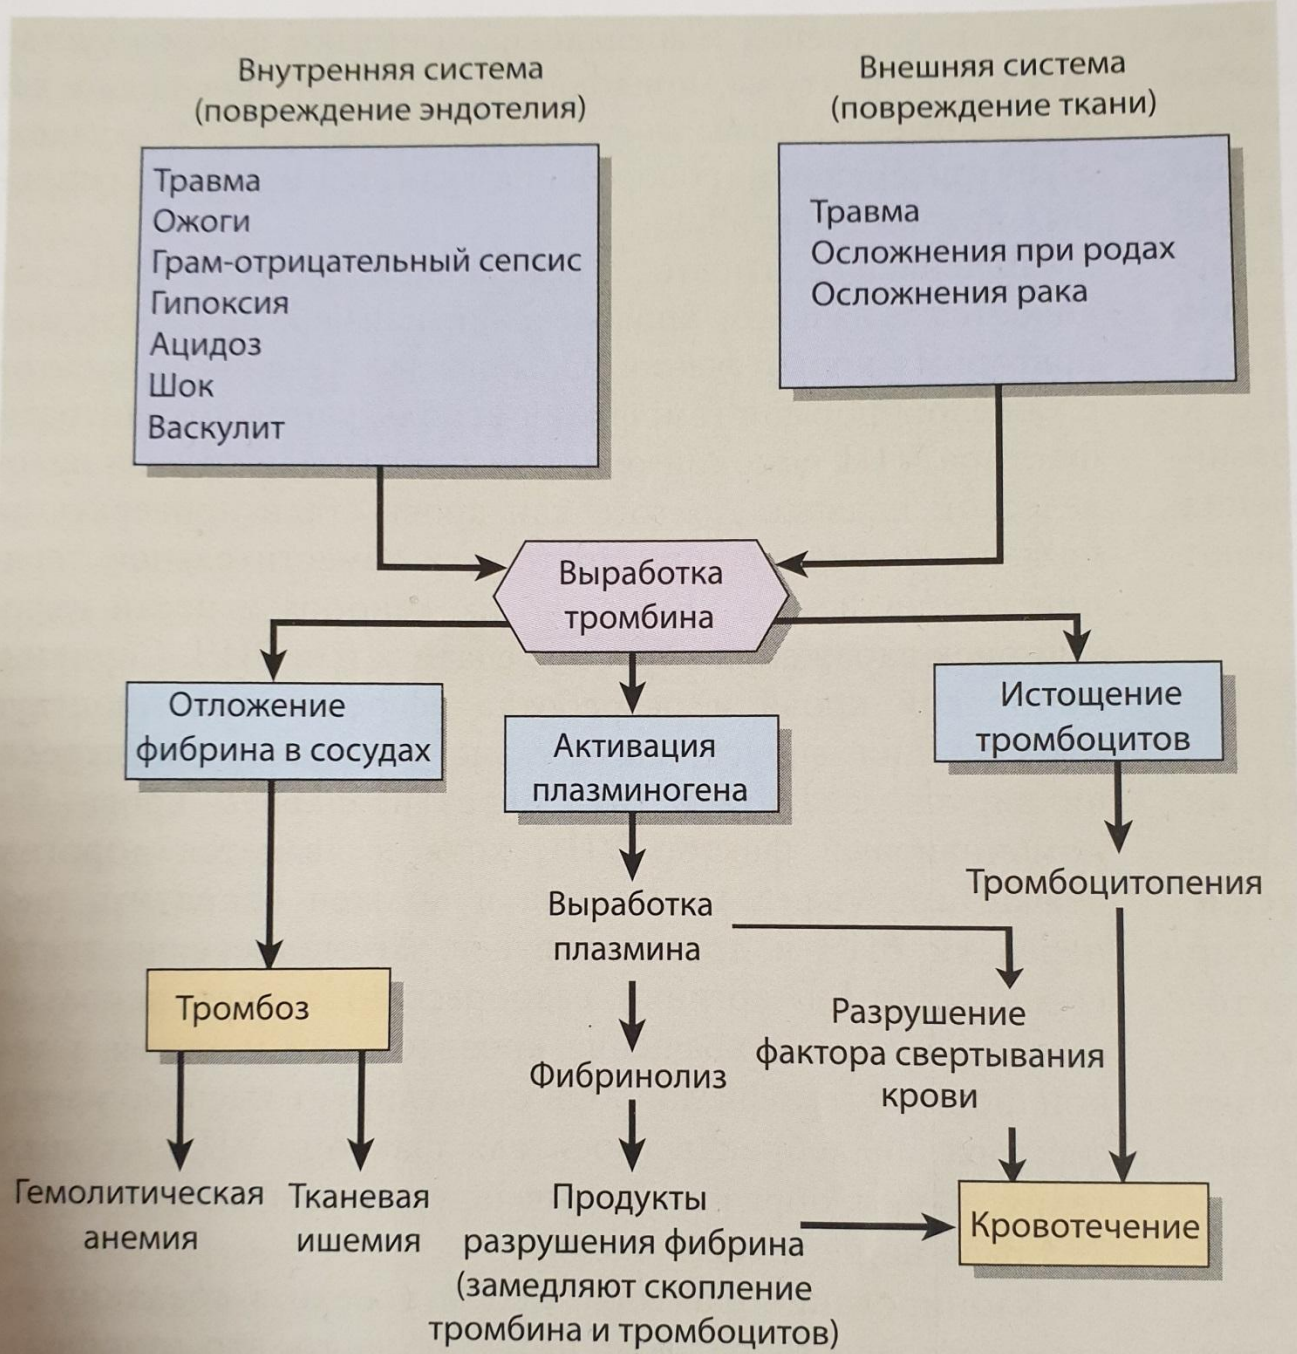 Внутренняя система
(повреждение эндотелия)
Внешняя система
(повреждение ткани)
Травма
Ожоги
Грам-отрицательный сепсис
Гипоксия
Ацидоз
Шок
Васкулит
Травма
Осложнения при родах
Осложнения рака
Выработка
тромбина
Отложение
фибрина в сосудах
Активация
плазминогена
Истощение
тромбоцитов
Выработка
плазмина
Тромбоцитопения
Тромбоз
Фибринолиз
Разрушение
фактора свертывания
крови
Гемолитическая
анемия
Тканевая
ишемия
Продукты
разрушения фибрина
(замедляют скопление
тромбина и тромбоцитов)
Кровотечение